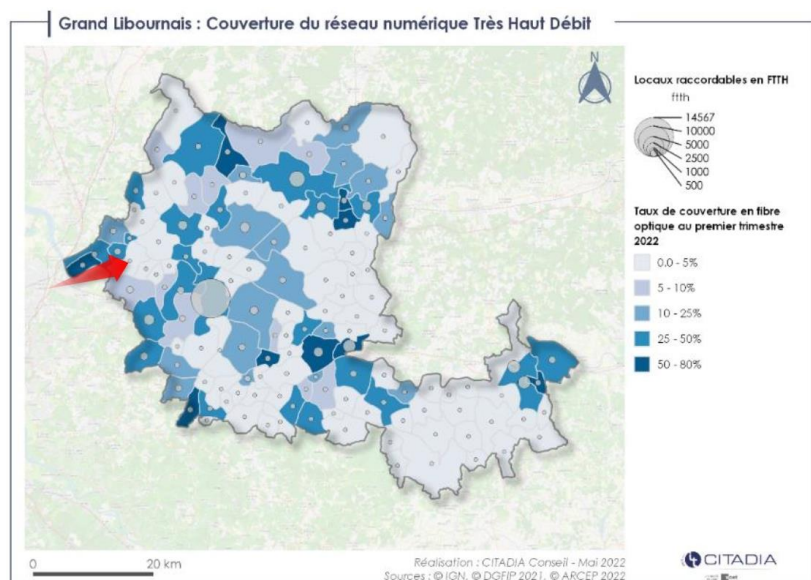 Grand Libournais : Couverture du réseau numérique Très Haut Débit
N
Locaux raccordables en FTTH
ftth
14567
10000
5000
2500
1000
500
Taux de couverture en fibre
optique au premier trimestre
2022
0.0 - 5%
5 - 10%
10 - 25%
25 - 50%
50 - 80%
0 20 km
Réalisation : CITADIA Conseil - Mai 2022
Sources : © IGN, © DGFIP 2021, © ARCEP 2022
CITADIA